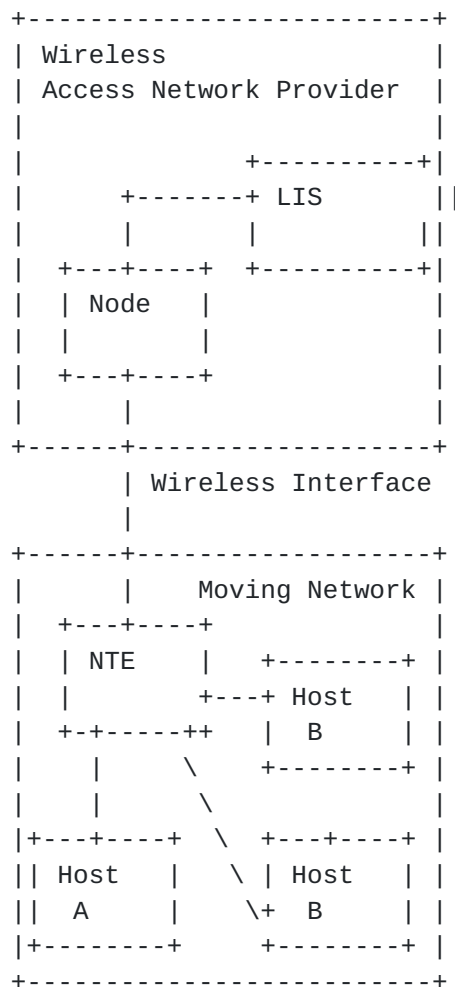 Wireless
Access Network Provider
LIS
Node
Wireless Interface
Moving Network
NTE
Host
B
Host Host
A B